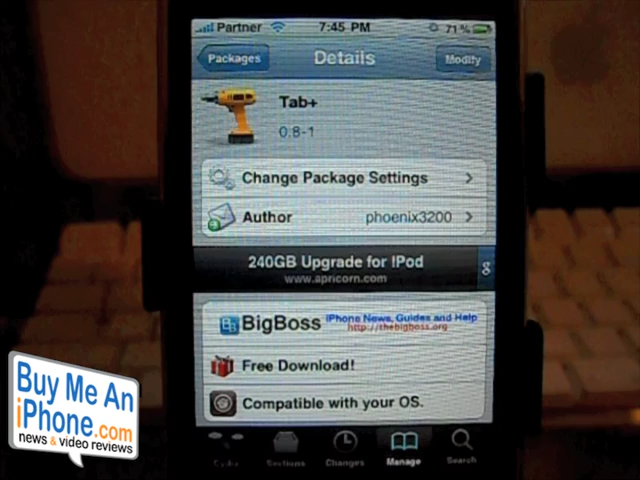 Partner 7:45 PM 71%
Packages Details Modify
Tab+
0.8-1
Change Package Settings
Author phoenix3200
240GB Upgrade for IPod
www.apricorn.com
BigBoss iPhone News, Guides and Help
http://thebigboss.org
Free Download!
Compatible with your OS.
Cydia Sections Changes Manage Search
Buy Me An
iPhone.com
news & video reviews